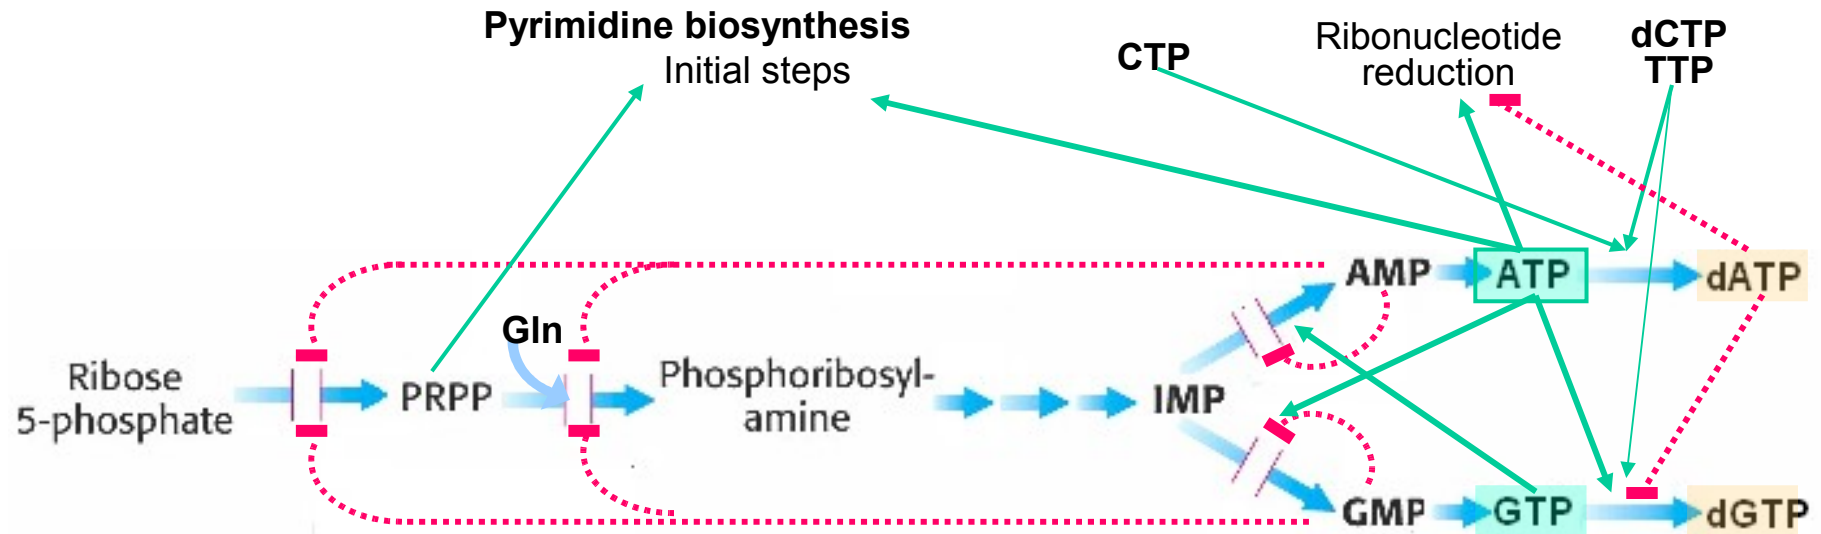 Pyrimidine biosynthesis
Initial steps
CTP
Ribonucleotide
reduction
dCTP
TTP
Gln
Ribose
5-phosphate
PRPP
Phosphoribosyl-
amine
IMP
AMP
ATP
dATP
GMP
GTP
dGTP